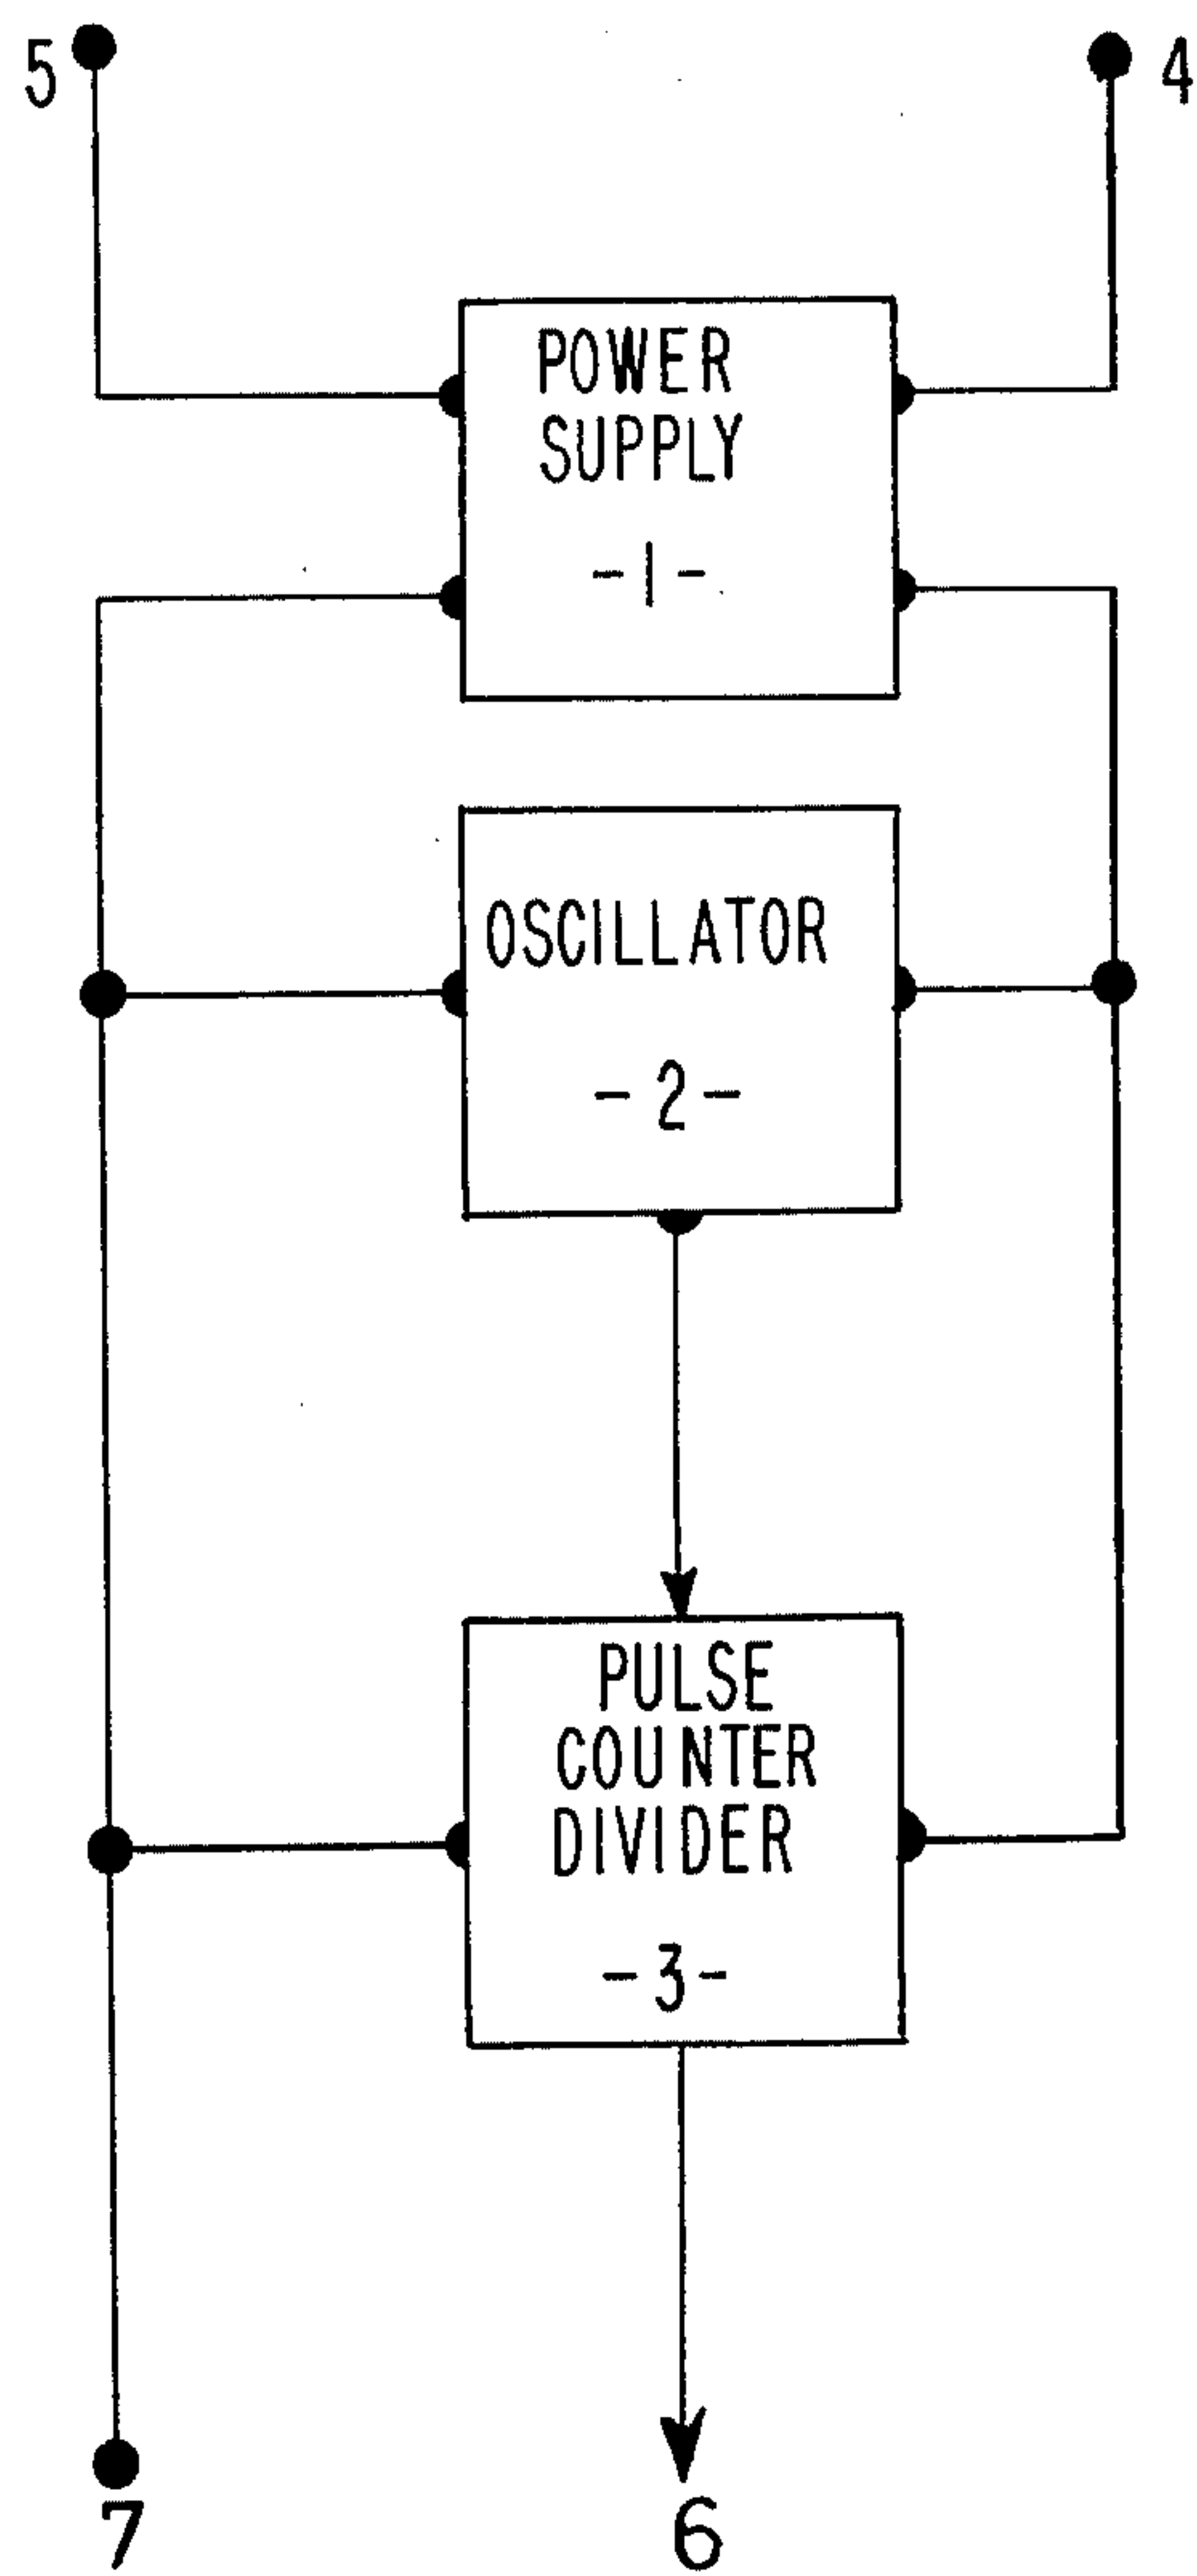 5
4
POWER
SUPPLY
-1-
OSCILLATOR
-2-
PULSE
COUNTER
DIVIDER
-3-
7
6